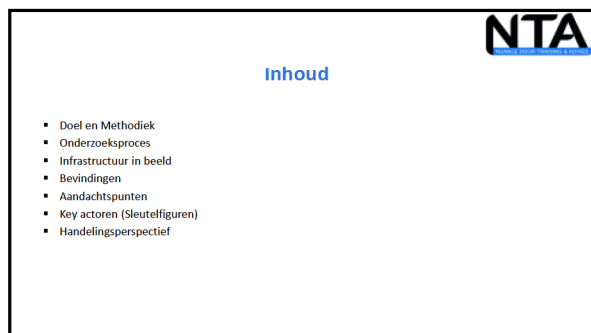 NTA
NUANCE DOOR TRAINING & ADVIES
Inhoud
▪ Doel en Methodiek
▪ Onderzoeksproces
▪ Infrastructuur in beeld
▪ Bevindingen
▪ Aandachtspunten
▪ Key actoren (Sleutelfiguren)
▪ Handelingsperspectief